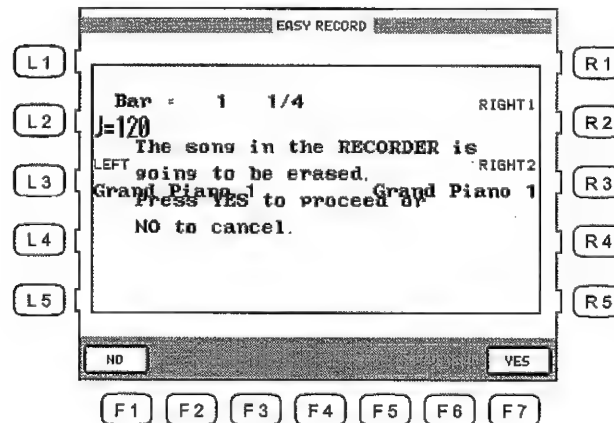 EASY RECORD
L1
R1
Bar = 1 1/4
RIGHT1
L2
R2
♩=120
The song in the RECORDER is
LEFT
RIGHT2
going to be erased.
L3
R3
Grand Piano 1
Grand Piano 1
Press YES to proceed or
NO to cancel.
L4
R4
L5
R5
NO
YES
F1 F2 F3 F4 F5 F6 F7